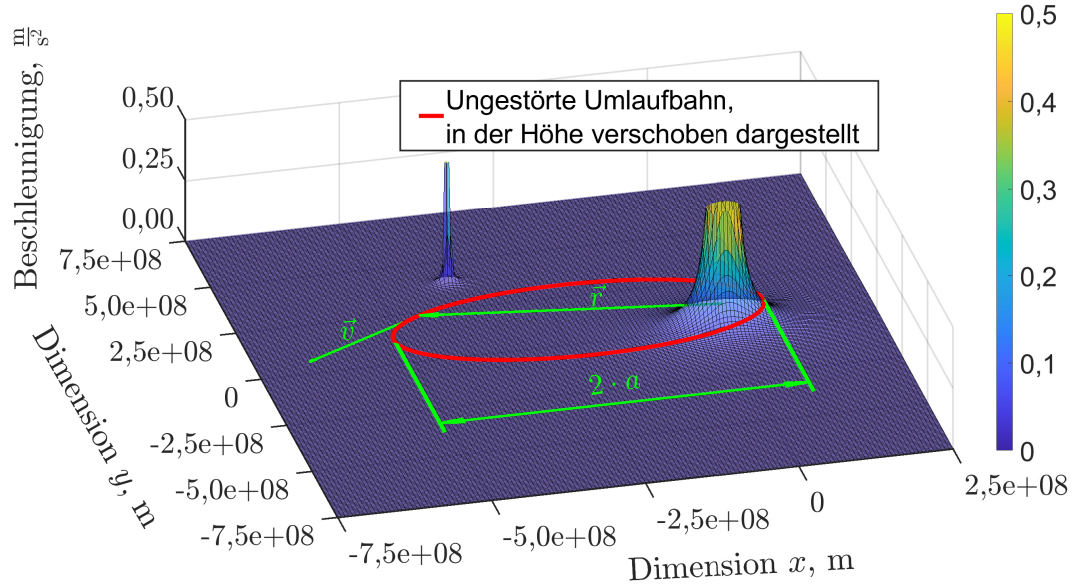 Beschleunigung, m/s²
0,50
0,25
0,00
Ungestörte Umlaufbahn,
in der Höhe verschoben dargestellt
0,5
0,4
0,3
0,2
0,1
0
7,5e+08
5,0e+08
2,5e+08
0
-2,5e+08
-5,0e+08
-7,5e+08
Dimension y, m
v⃗
r⃗
2 · a
-7,5e+08
-5,0e+08
-2,5e+08
0
2,5e+08
Dimension x, m